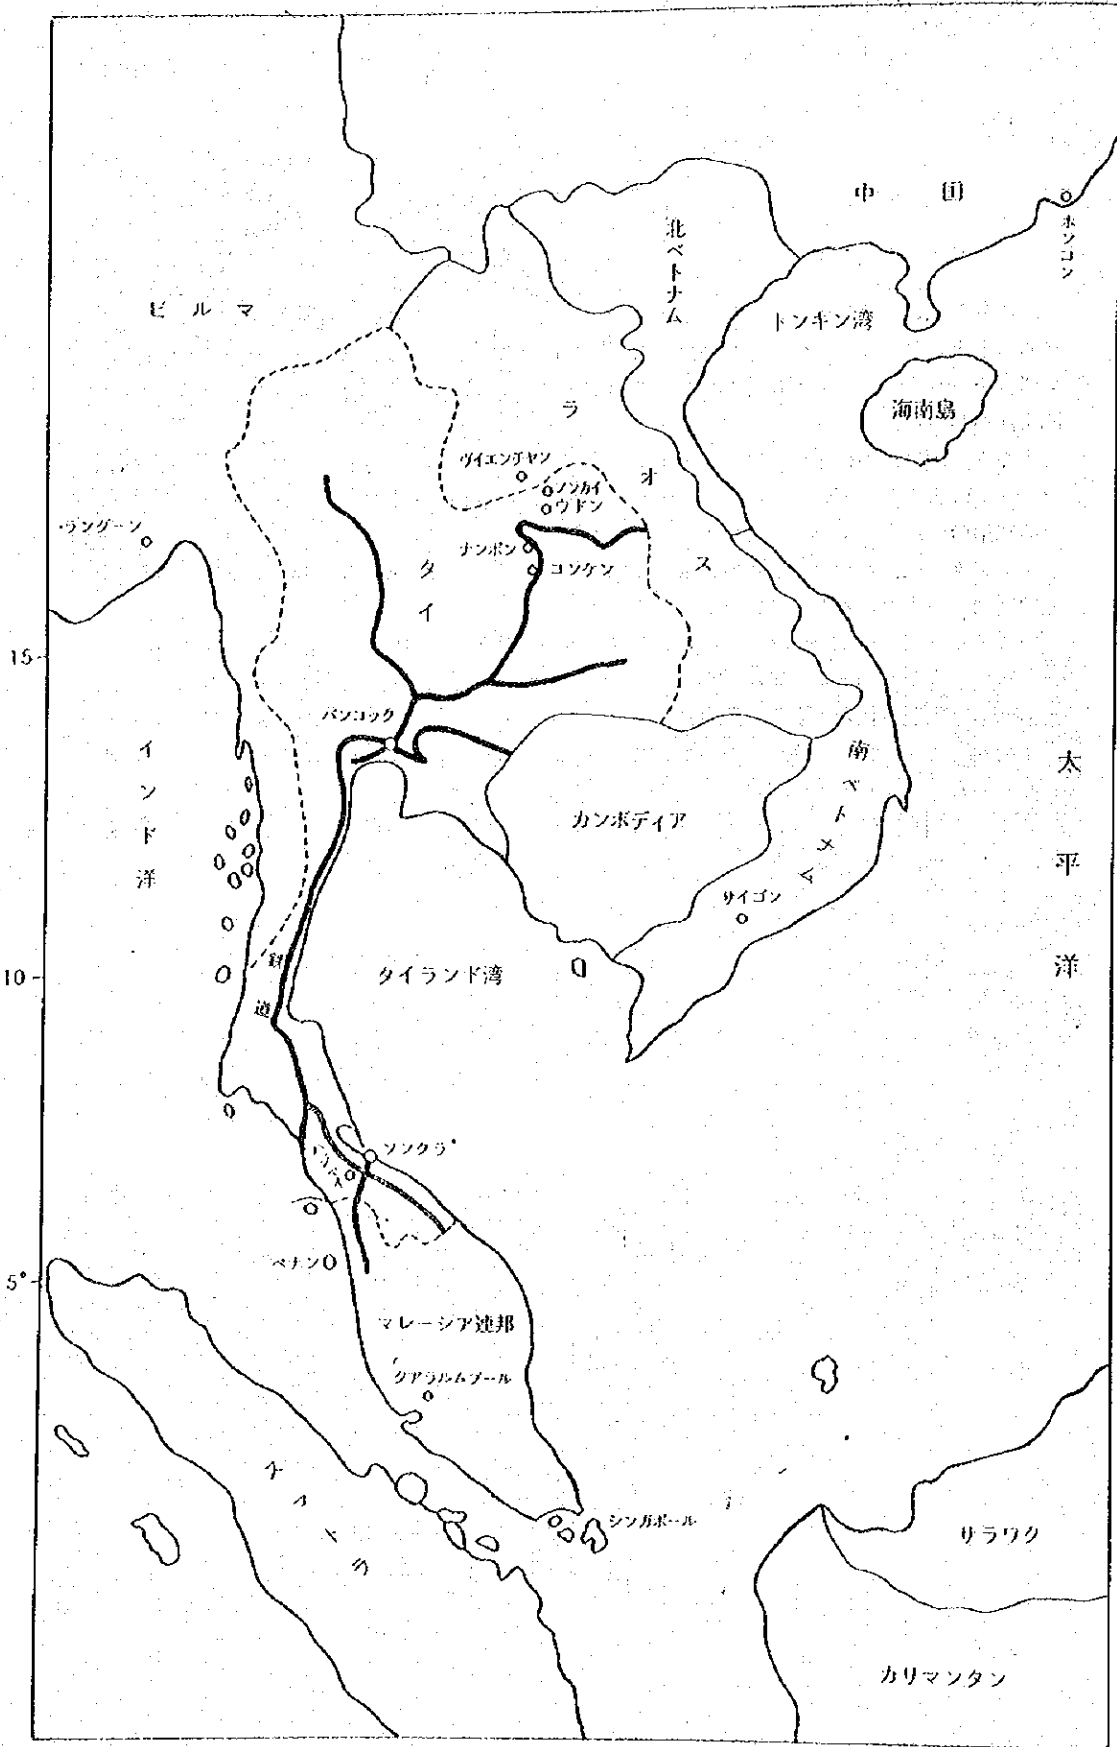 中国
ホンコン
北ベトナム
ビルマ
トンキン湾
海南島
ラオス
ヴイエンチヤン
ノンカイ
ウドン
ラングーン
ナンポン
コンケン
タイ
15
バンコック
インド洋
南ベトナム
太平洋
カンボディア
サイゴン
鉄道
10
タイランド湾
ソンクラ
ペナン
5°
マレーシア連邦
クアラルムプール
スマトラ
シンガポール
サラワク
カリマンタン